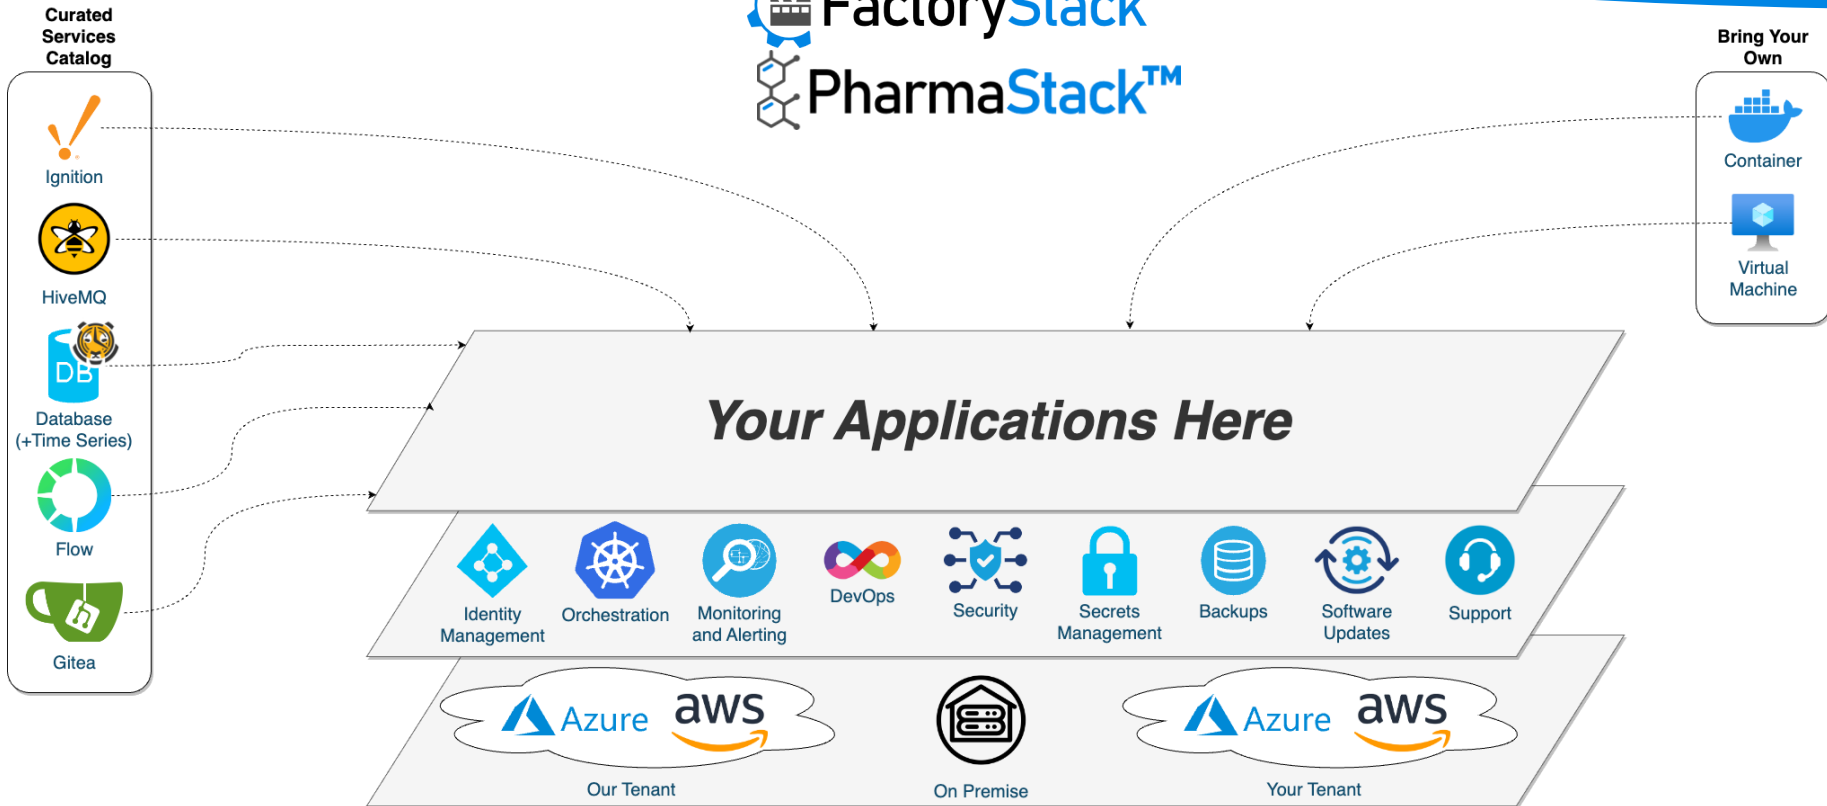 Curated
Services
Catalog
FactoryStack
PharmaStack™
Bring Your
Own
Ignition
HiveMQ
DB
Database
(+Time Series)
Flow
Gitea
Container
Virtual
Machine
Your Applications Here
Identity
Management
Orchestration
Monitoring
and Alerting
DevOps
Security
Secrets
Management
Backups
Software
Updates
Support
Azure
aws
Our Tenant
On Premise
Azure
aws
Your Tenant